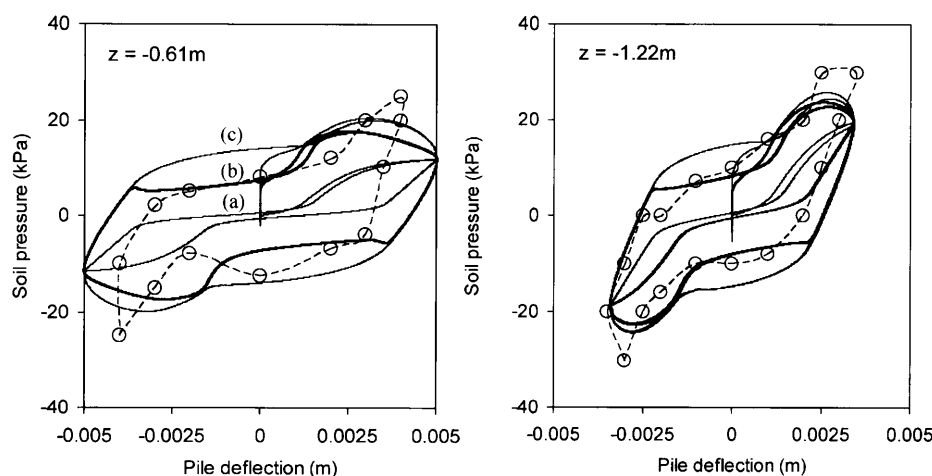 40
20
0
-20
-40
Soil pressure (kPa)
z = -0.61m
(c)
(b)
(a)
-0.005
-0.0025
0
0.0025
0.005
Pile deflection (m)
40
20
0
-20
-40
Soil pressure (kPa)
z = -1.22m
-0.005
-0.0025
0
0.0025
0.005
Pile deflection (m)